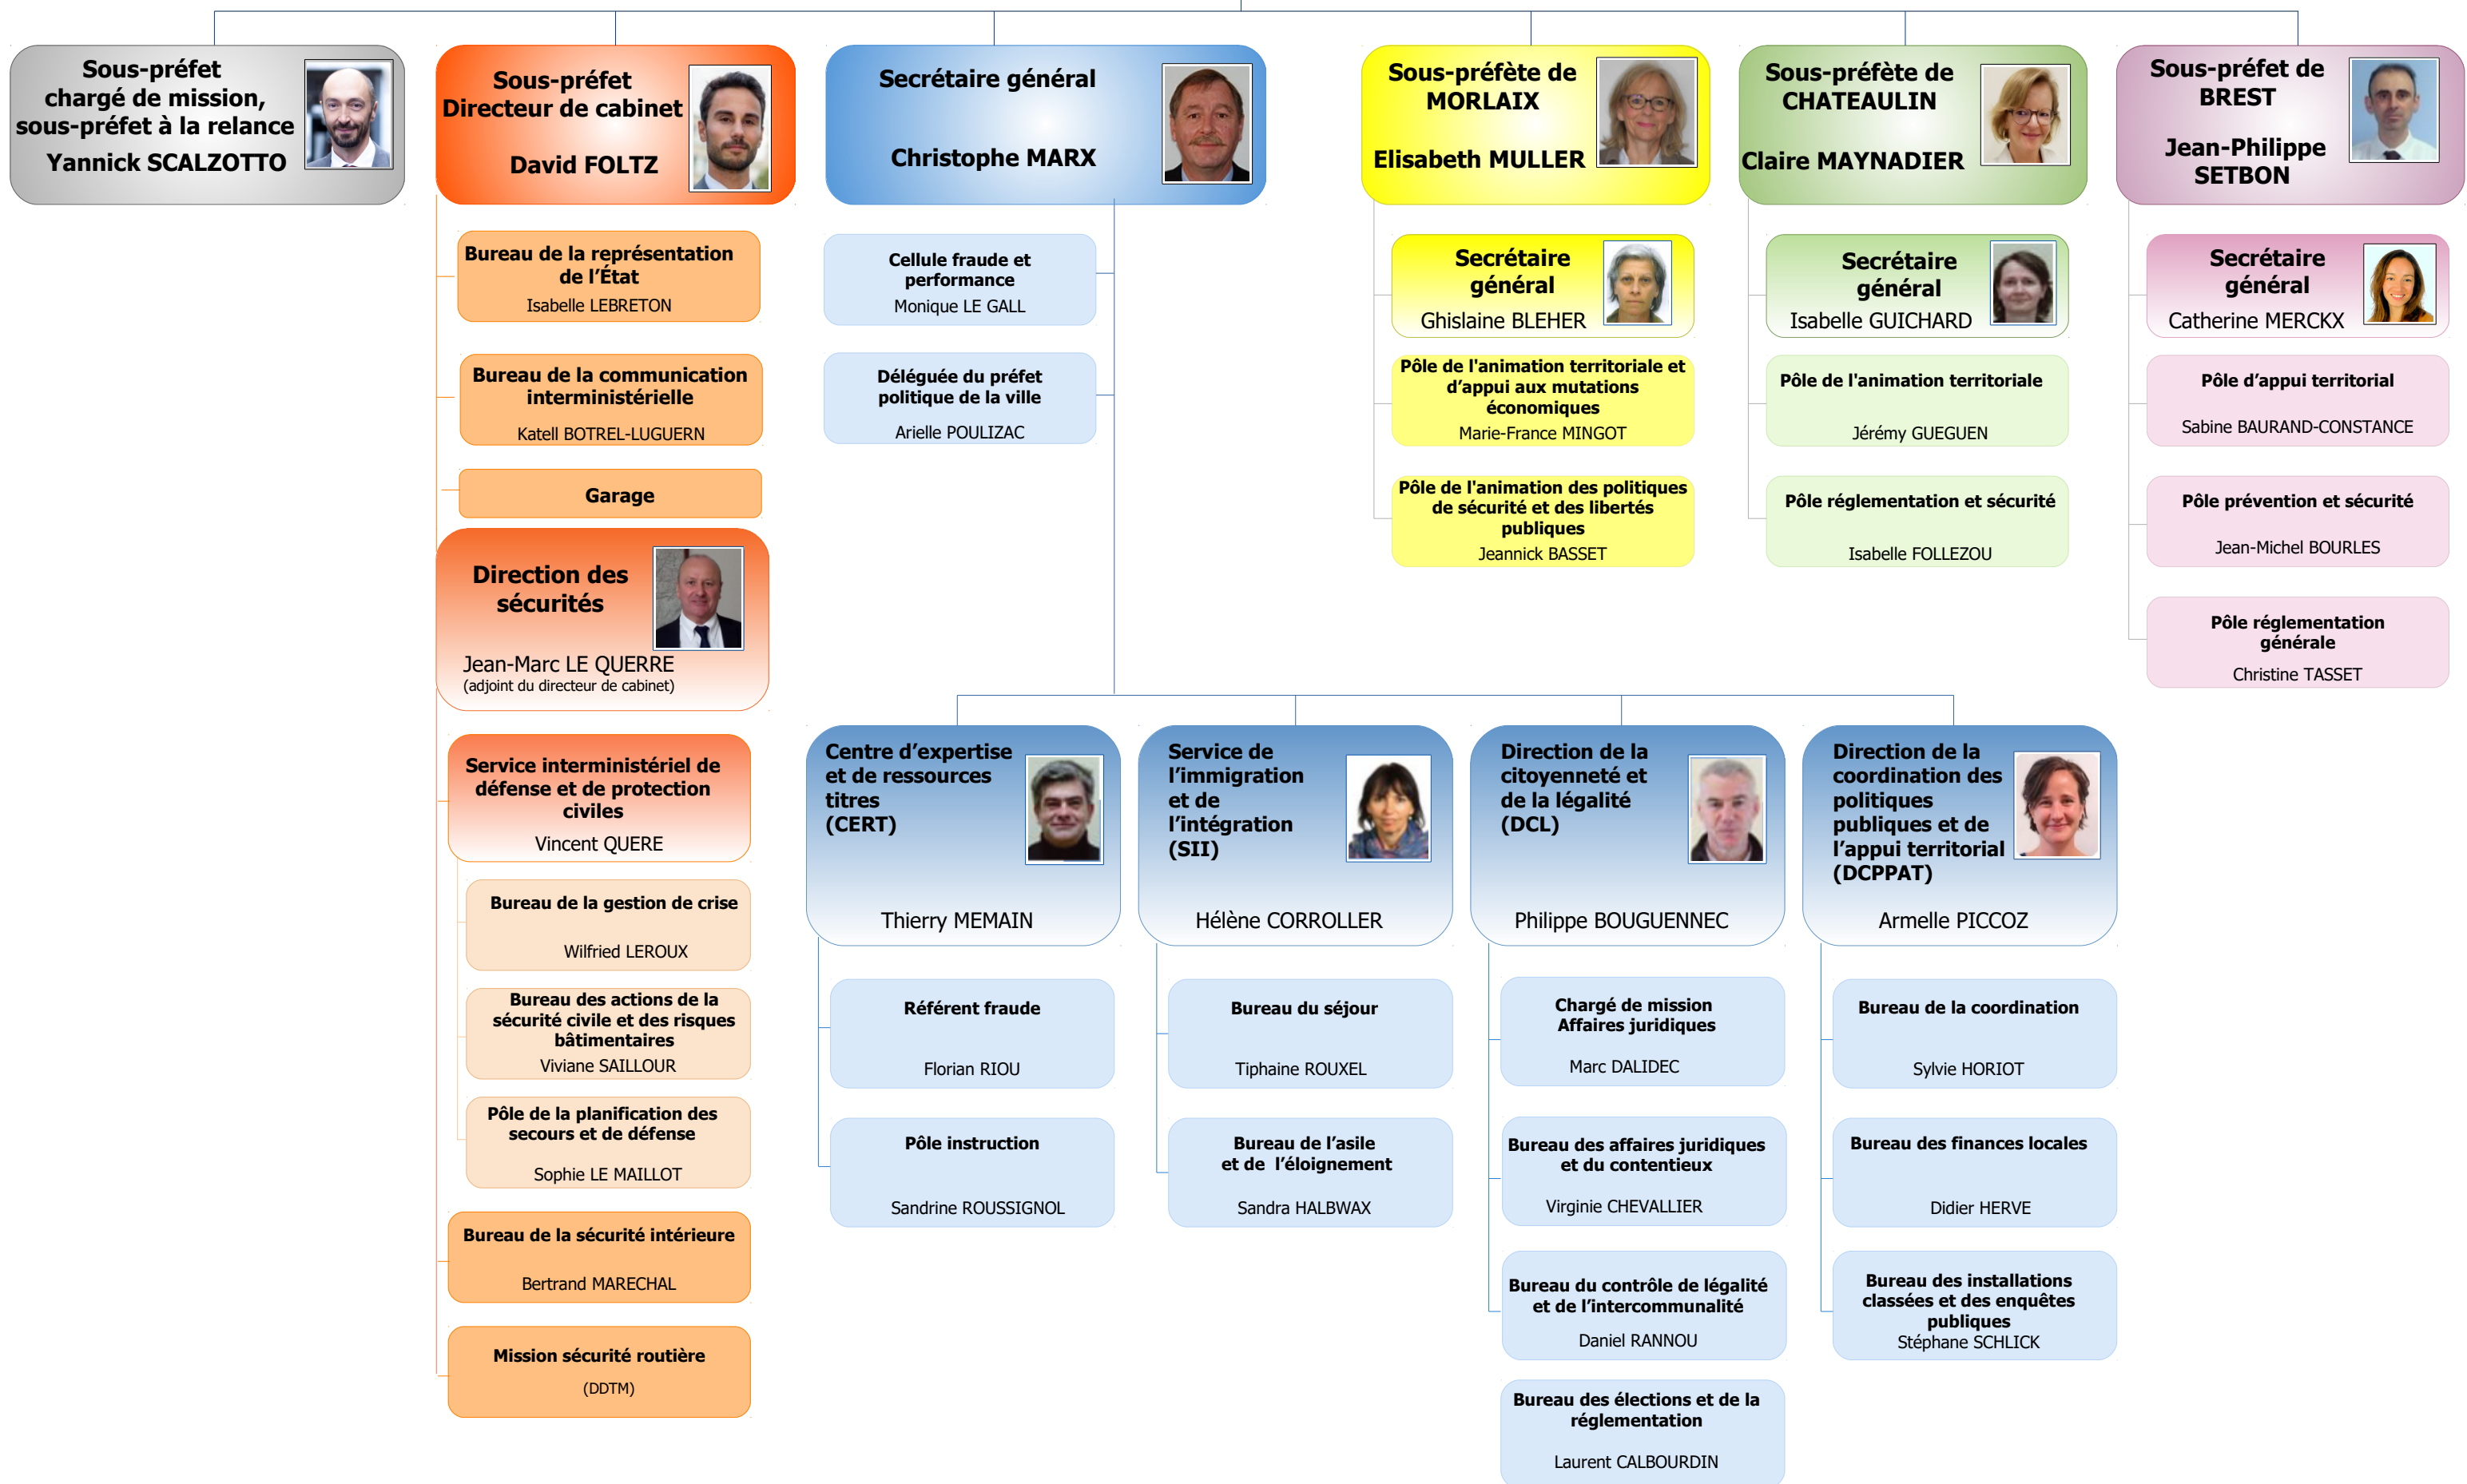 Sous-préfet
chargé de mission,
sous-préfet à la relance
Yannick SCALZOTTO
Sous-préfet
Directeur de cabinet
David FOLTZ
Secrétaire général
Christophe MARX
Sous-préfète de
MORLAIX
Elisabeth MULLER
Sous-préfète de
CHATEAULIN
Claire MAYNADIER
Sous-préfet de
BREST
Jean-Philippe
SETBON
Bureau de la représentation
de l’État
Isabelle LEBRETON
Bureau de la communication
interministérielle
Katell BOTREL-LUGUERN
Garage
Direction des
sécurités
Jean-Marc LE QUERRE
(adjoint du directeur de cabinet)
Service interministériel de
défense et de protection
civiles
Vincent QUERE
Bureau de la gestion de crise
Wilfried LEROUX
Bureau des actions de la
sécurité civile et des risques
bâtimentaires
Viviane SAILLOUR
Pôle de la planification des
secours et de défense
Sophie LE MAILLOT
Bureau de la sécurité intérieure
Bertrand MARECHAL
Mission sécurité routière
(DDTM)
Cellule fraude et
performance
Monique LE GALL
Déléguée du préfet
politique de la ville
Arielle POULIZAC
Secrétaire
général
Ghislaine BLEHER
Pôle de l'animation territoriale et
d’appui aux mutations
économiques
Marie-France MINGOT
Pôle de l'animation des politiques
de sécurité et des libertés
publiques
Jeannick BASSET
Secrétaire
général
Isabelle GUICHARD
Pôle de l'animation territoriale
Jérémy GUEGUEN
Pôle réglementation et sécurité
Isabelle FOLLEZOU
Secrétaire
général
Catherine MERCKX
Pôle d’appui territorial
Sabine BAURAND-CONSTANCE
Pôle prévention et sécurité
Jean-Michel BOURLES
Pôle réglementation
générale
Christine TASSET
Centre d’expertise
et de ressources
titres
(CERT)
Thierry MEMAIN
Référent fraude
Florian RIOU
Pôle instruction
Sandrine ROUSSIGNOL
Service de
l’immigration
et de
l’intégration
(SII)
Hélène CORROLLER
Bureau du séjour
Tiphaine ROUXEL
Bureau de l’asile
et de l’éloignement
Sandra HALBWAX
Direction de la
citoyenneté et
de la légalité
(DCL)
Philippe BOUGUENNEC
Chargé de mission
Affaires juridiques
Marc DALIDEC
Bureau des affaires juridiques
et du contentieux
Virginie CHEVALLIER
Bureau du contrôle de légalité
et de l’intercommunalité
Daniel RANNOU
Bureau des élections et de la
réglementation
Laurent CALBOURDIN
Direction de la
coordination des
politiques
publiques et de
l’appui territorial
(DCPPAT)
Armelle PICCOZ
Bureau de la coordination
Sylvie HORIOT
Bureau des finances locales
Didier HERVE
Bureau des installations
classées et des enquêtes
publiques
Stéphane SCHLICK